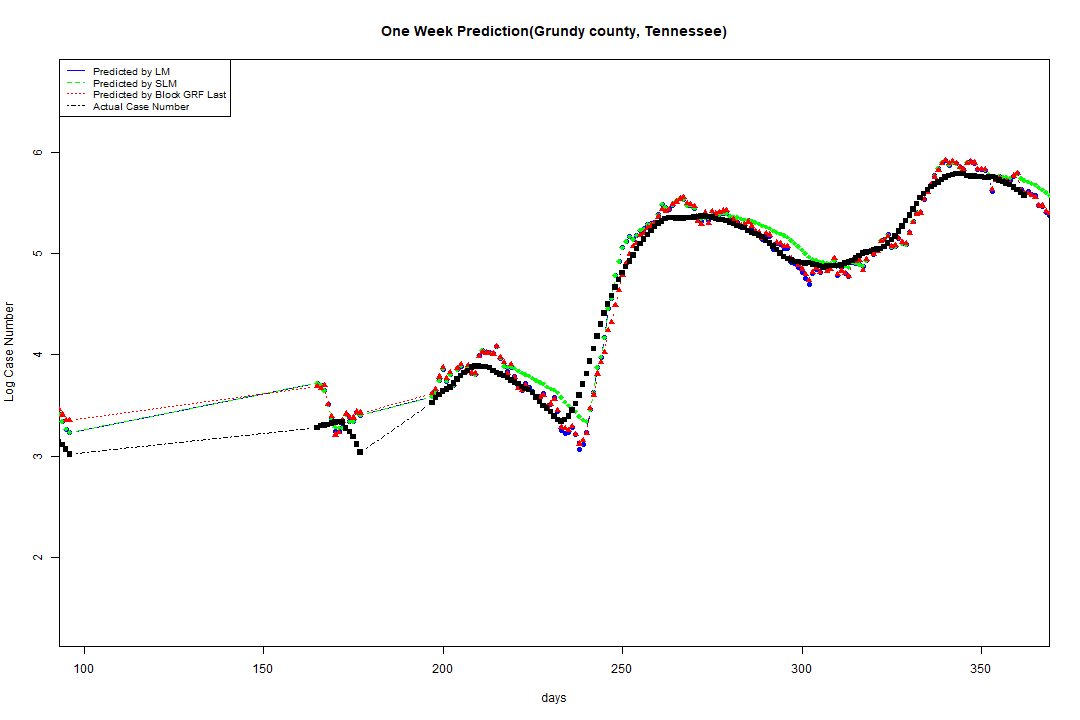 One Week Prediction(Grundy county, Tennessee)
Predicted by LM
Predicted by SLM
Predicted by Block GRF Last
Actual Case Number
6
5
4
3
2
Log Case Number
100 150 200 250 300 350
days